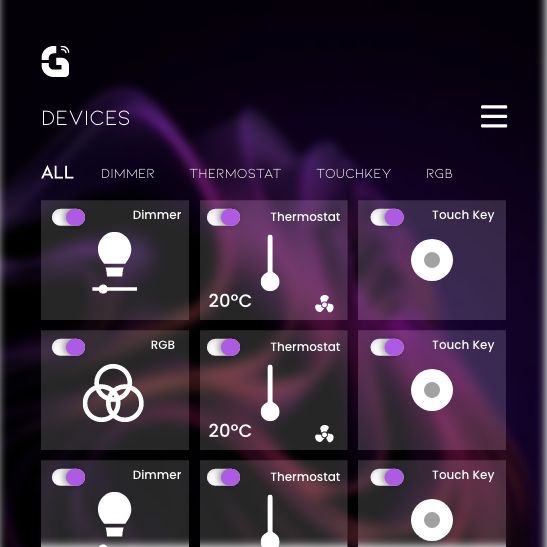 G
DEVICES
ALL DIMMER THERMOSTAT TOUCHKEY RGB
Dimmer Thermostat Touch Key
20°C
RGB Thermostat Touch Key
20°C
Dimmer Thermostat Touch Key